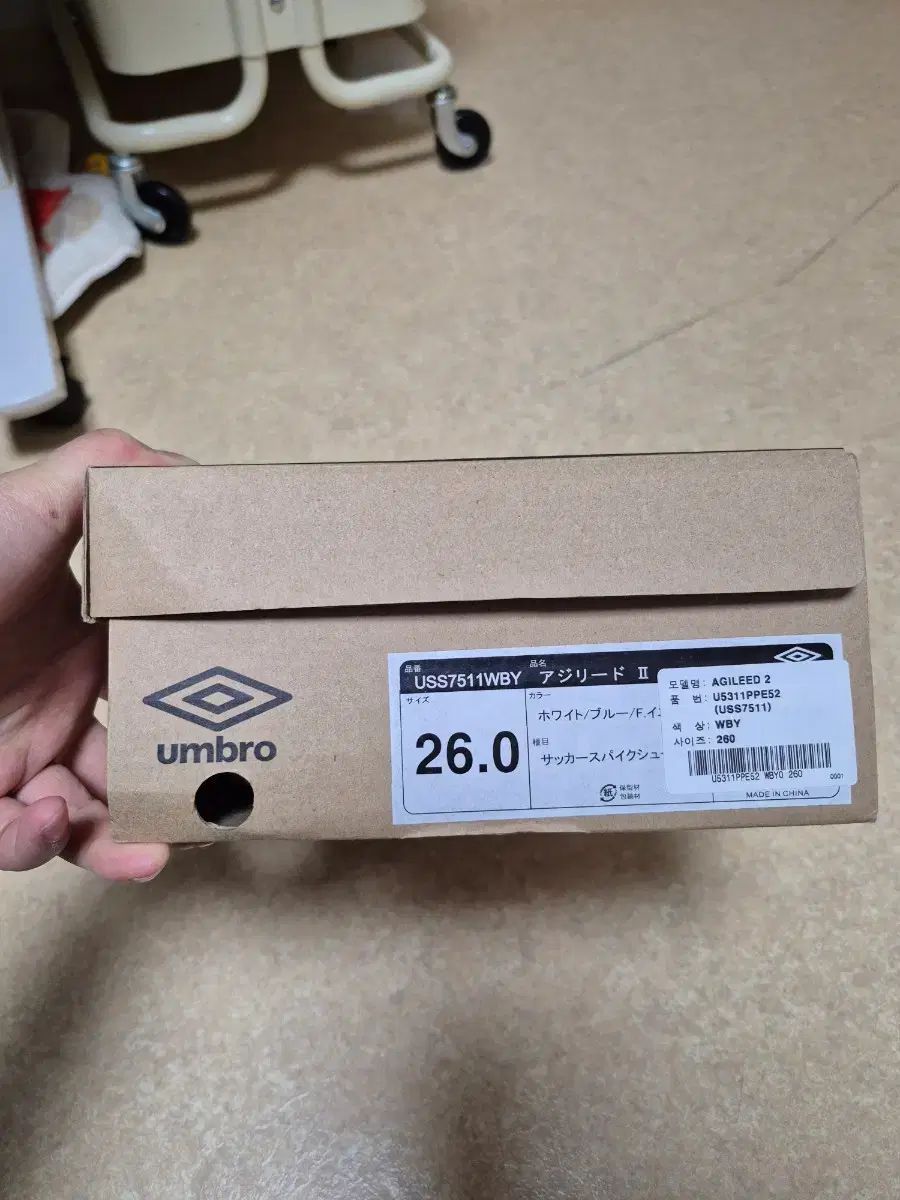 umbro
品番 品名
USS7511WBY アジリード II
サイズ カラー
26.0
ホワイト/ブルー/F.イエ
種目
サッカースパイクシュー
紙 保型材
包装材
MADE IN CHINA
모델명: AGILEED 2
품 번: U5311PPE52
(USS7511)
색 상: WBY
사이즈: 260
U5311PPE52 WBY0 260 0001